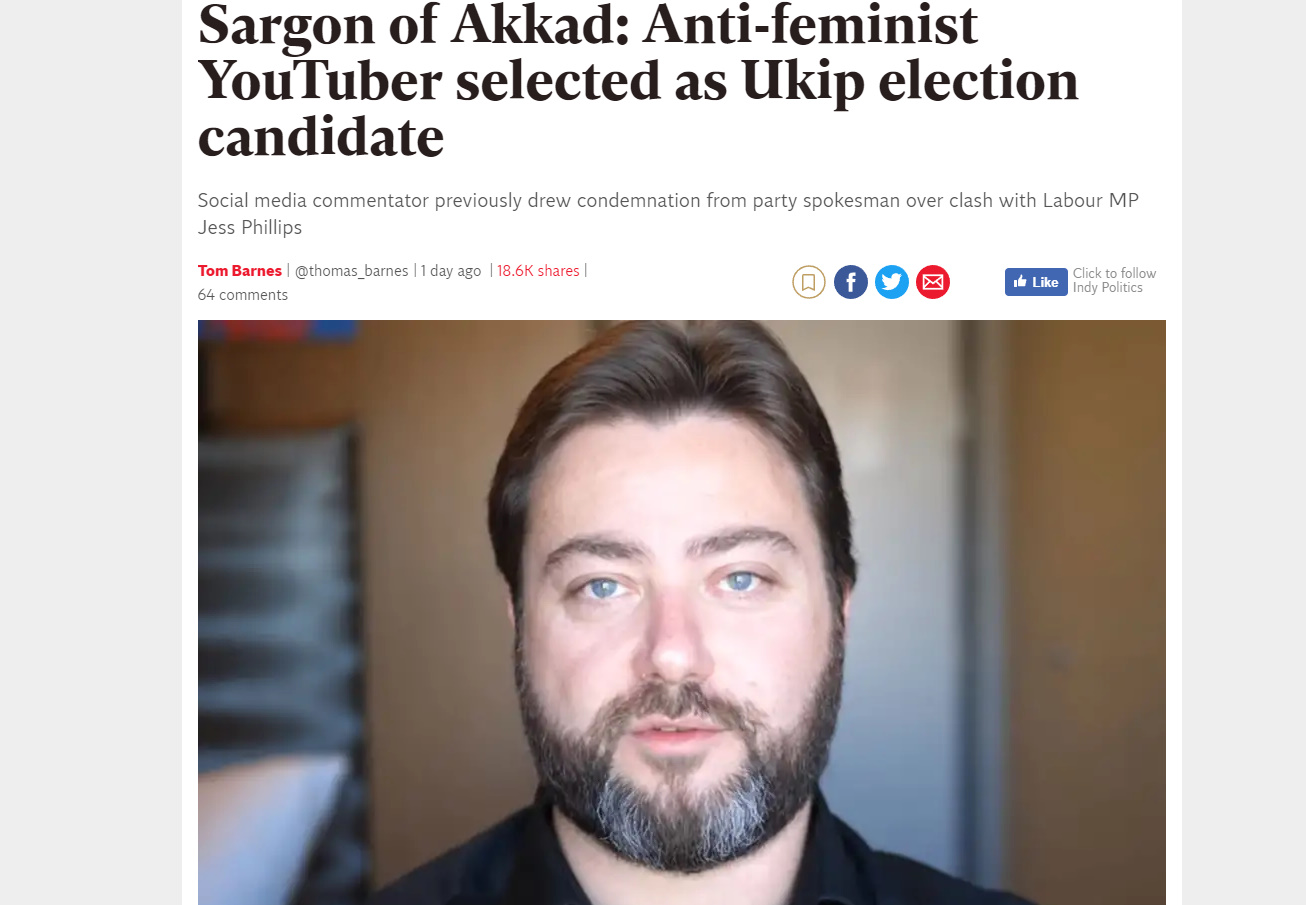 Sargon of Akkad: Anti-feminist
YouTuber selected as Ukip election
candidate
Social media commentator previously drew condemnation from party spokesman over clash with Labour MP
Jess Phillips
Tom Barnes | @thomas_barnes | 1 day ago | 18.6K shares |
64 comments
Like
Click to follow
Indy Politics